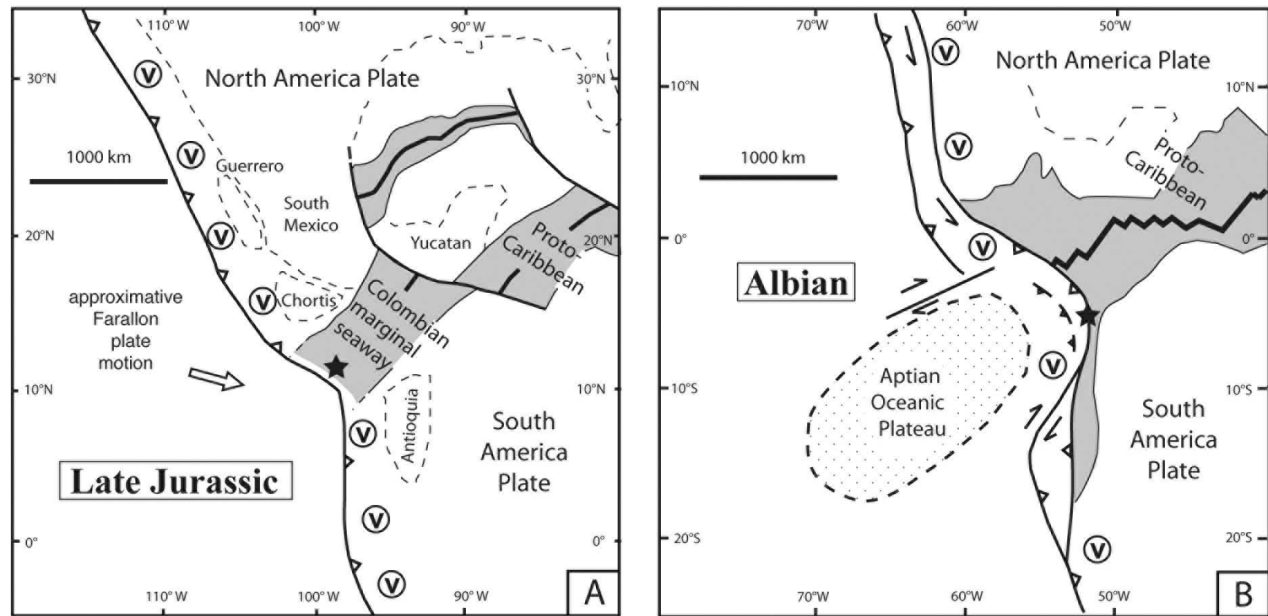 110° W
100° W
90° W
30°N
30°N
North America Plate
1000 km
Guerrero
South
Mexico
20°N
20°N
Yucatan
Proto-
Caribbean
approximative
Farallon
plate
motion
Chortis
Colombian
marginal
seaway
10°N
10°N
Antioquia
South
America
Plate
Late Jurassic
0°
0°
110° W
100° W
90° W
A
V
V
V
V
V
V
V
70°W
60°W
50°W
10°N
10°N
North America Plate
1000 km
Proto-
Caribbean
0°
0°
Albian
10°S
10°S
Aptian
Oceanic
Plateau
South
America
Plate
20°S
20°S
70°W
60°W
50°W
B
V
V
V
V
V